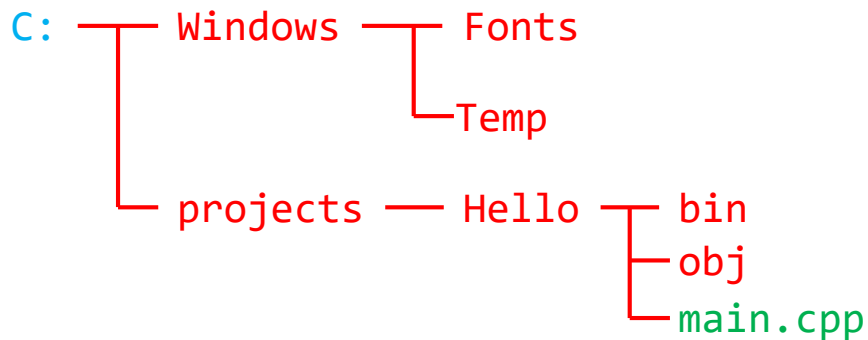 C: Windows Fonts
Temp
projects Hello bin
obj
main.cpp